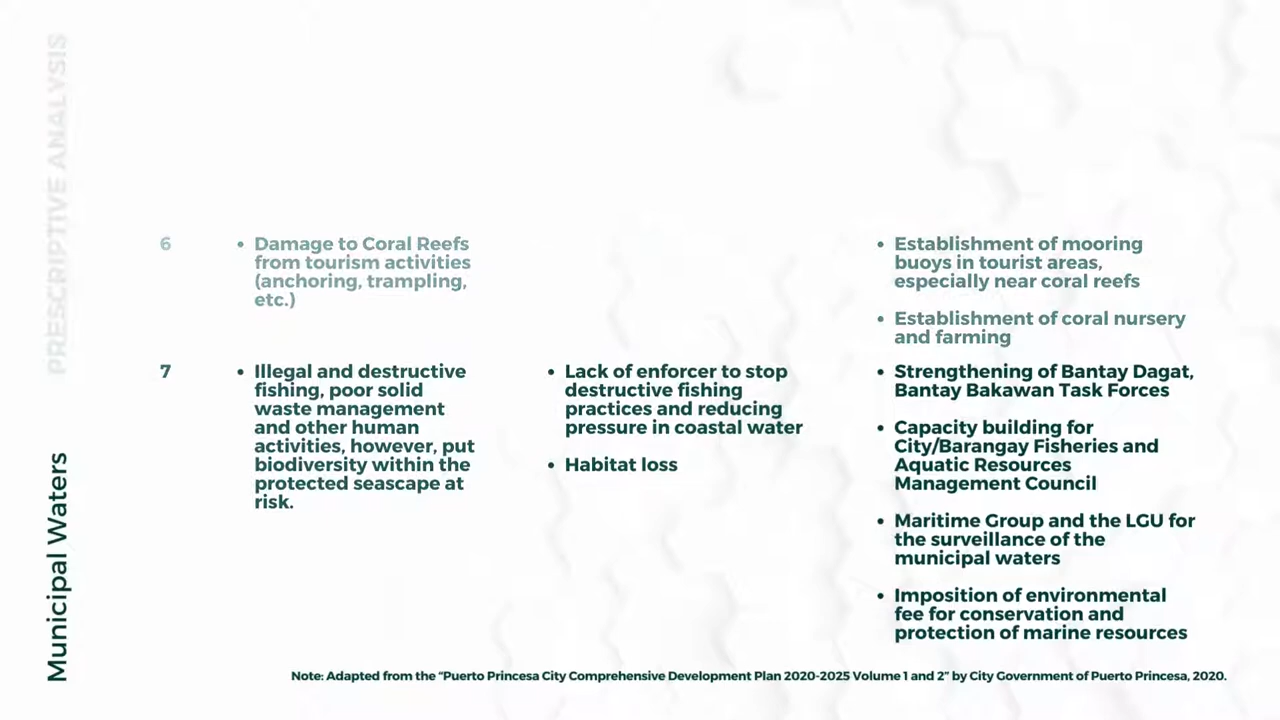 PRESCRIPTIVE ANALYSIS
Municipal Waters
6
• Damage to Coral Reefs
from tourism activities
(anchoring, trampling,
etc.)
• Establishment of mooring
buoys in tourist areas,
especially near coral reefs
• Establishment of coral nursery
and farming
7
• Illegal and destructive
fishing, poor solid
waste management
and other human
activities, however, put
biodiversity within the
protected seascape at
risk.
• Lack of enforcer to stop
destructive fishing
practices and reducing
pressure in coastal water
• Habitat loss
• Strengthening of Bantay Dagat,
Bantay Bakawan Task Forces
• Capacity building for
City/Barangay Fisheries and
Aquatic Resources
Management Council
• Maritime Group and the LGU for
the surveillance of the
municipal waters
• Imposition of environmental
fee for conservation and
protection of marine resources
Note: Adapted from the "Puerto Princesa City Comprehensive Development Plan 2020-2025 Volume 1 and 2" by City Government of Puerto Princesa, 2020.